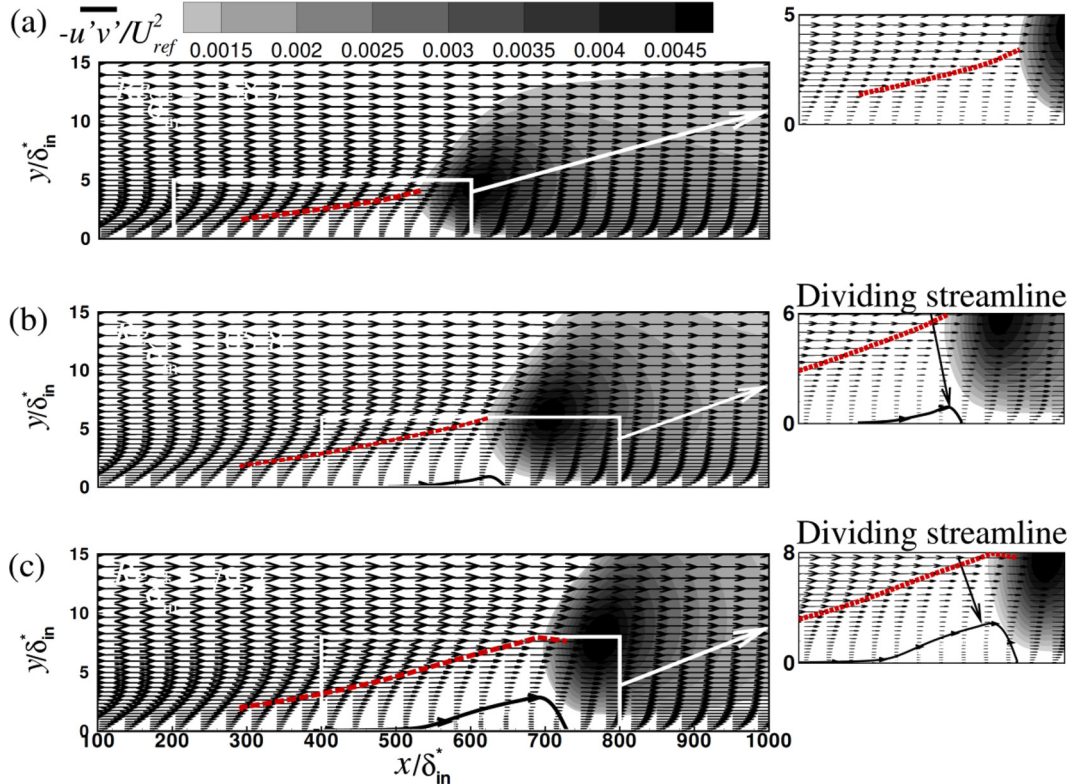 (a)
-u'v'/U²ref
0.0015 0.002 0.0025 0.003 0.0035 0.004 0.0045
15
10
5
0
y/δ*in
5
0
(b)
15
10
5
0
y/δ*in
Dividing streamline
6
0
(c)
15
10
5
0
y/δ*in
100 200 300 400 500 600 700 800 900 1000
x/δ*in
Dividing streamline
8
0